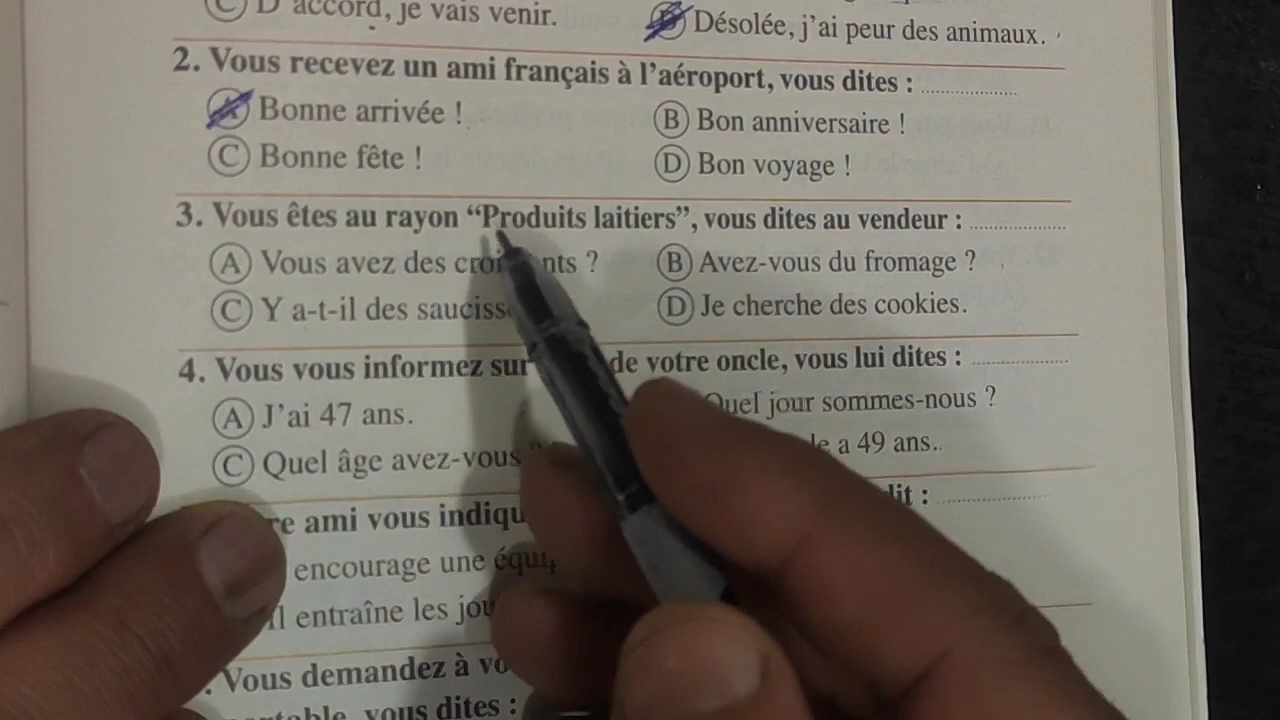 C D'accord, je vais venir.
D Désolée, j'ai peur des animaux.
2. Vous recevez un ami français à l'aéroport, vous dites : ....................
A Bonne arrivée !
B Bon anniversaire !
C Bonne fête !
D Bon voyage !
3. Vous êtes au rayon “Produits laitiers”, vous dites au vendeur : ....................
A Vous avez des ?
B Avez-vous du fromage ?
C Y a-t-il des
D Je cherche des cookies.
4. Vous vous informez sur de votre oncle, vous lui dites : ....................
A J'ai 47 ans.
Quel jour sommes-nous ?
C Quel âge avez-vous
a 49 ans..
ami vous
dit : ....................
encourage une
Il entraîne les
Vous demandez à
vous dites :